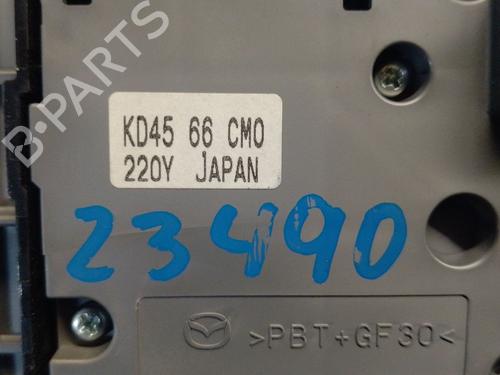 B-PARTS
KD45 66 CM0
220Y JAPAN
23490
>PBT+GF30<